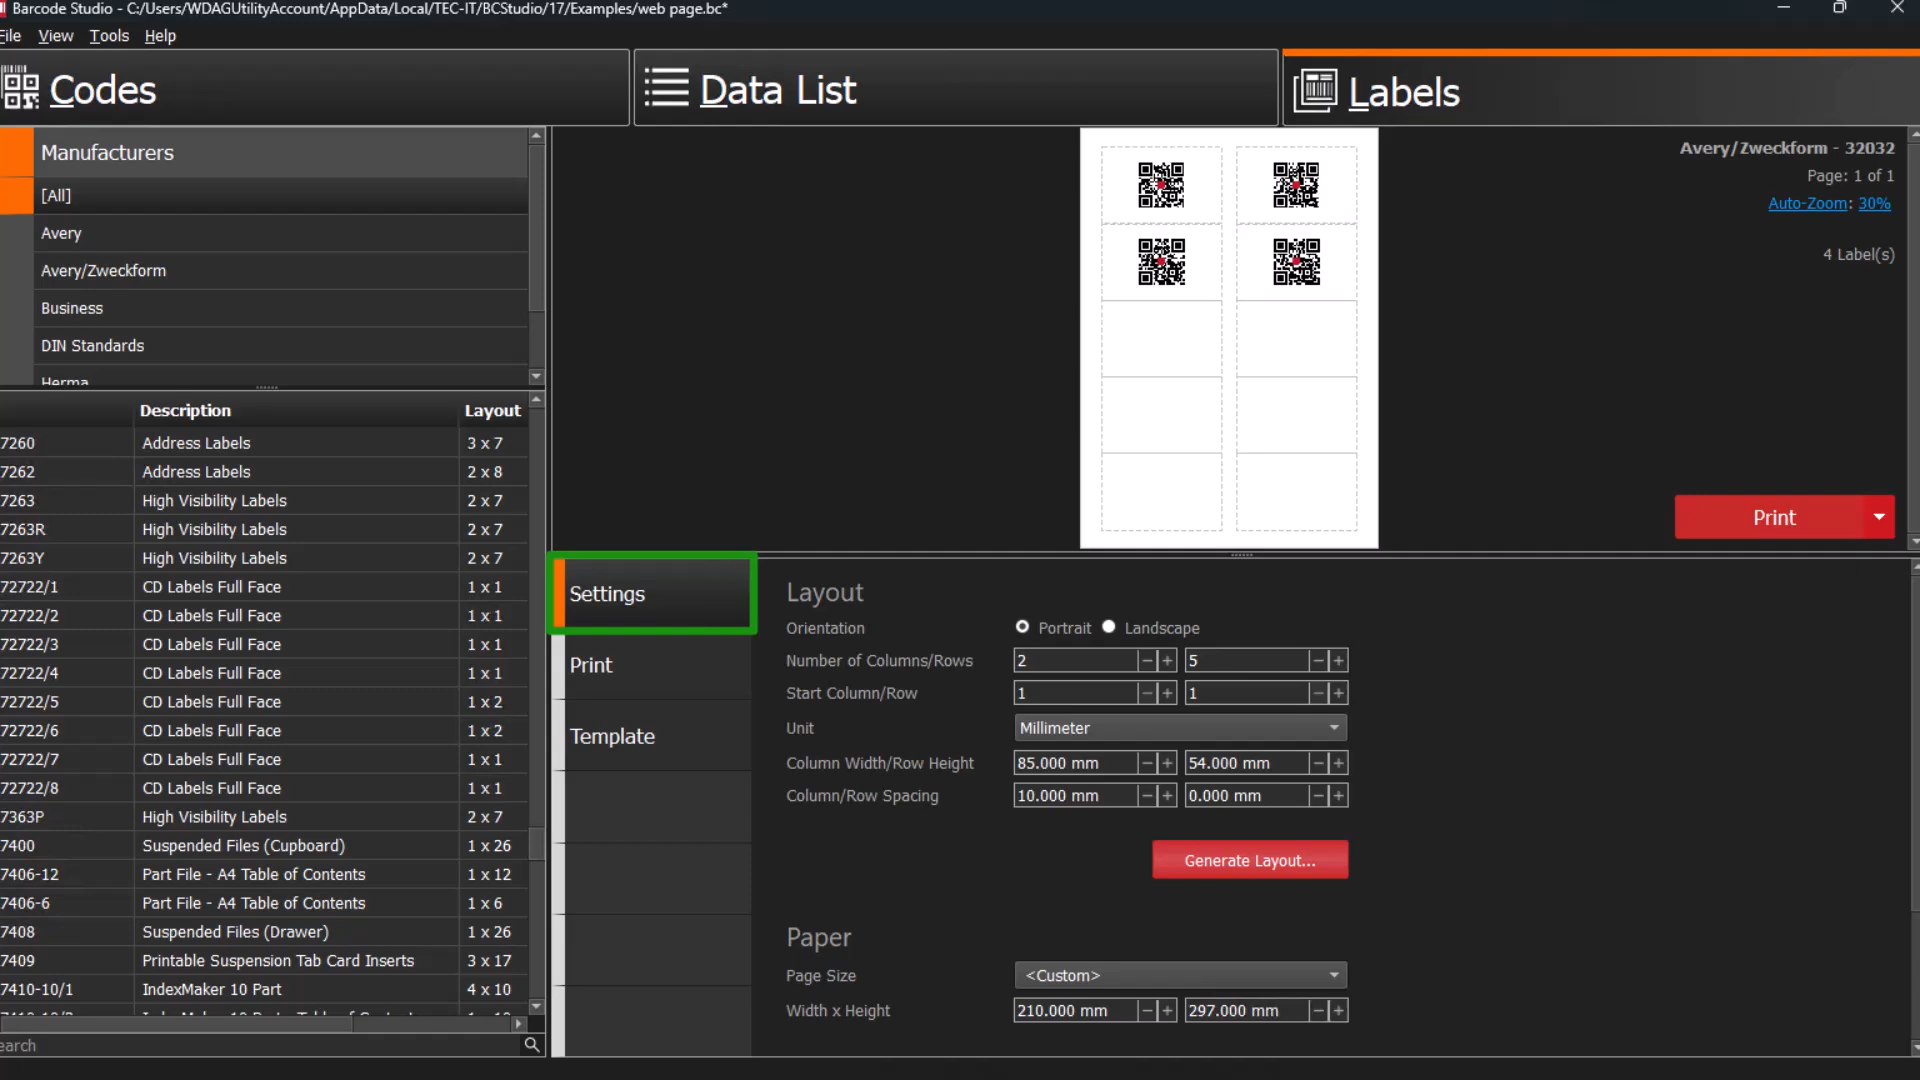 Barcode Studio - C:/Users/WDAGUtilityAccount/AppData/Local/TEC-IT/BCStudio/17/Examples/web page.bc*
File View Tools Help
Codes
Data List
Labels
Manufacturers
[All]
Avery
Avery/Zweckform
Business
DIN Standards
Herma
Description Layout
7260 Address Labels 3 x 7
7262 Address Labels 2 x 8
7263 High Visibility Labels 2 x 7
7263R High Visibility Labels 2 x 7
7263Y High Visibility Labels 2 x 7
72722/1 CD Labels Full Face 1 x 1
72722/2 CD Labels Full Face 1 x 1
72722/3 CD Labels Full Face 1 x 1
72722/4 CD Labels Full Face 1 x 1
72722/5 CD Labels Full Face 1 x 2
72722/6 CD Labels Full Face 1 x 2
72722/7 CD Labels Full Face 1 x 1
72722/8 CD Labels Full Face 1 x 1
7363P High Visibility Labels 2 x 7
7400 Suspended Files (Cupboard) 1 x 26
7406-12 Part File - A4 Table of Contents 1 x 12
7406-6 Part File - A4 Table of Contents 1 x 6
7408 Suspended Files (Drawer) 1 x 26
7409 Printable Suspension Tab Card Inserts 3 x 17
7410-10/1 IndexMaker 10 Part 4 x 10
earch
Avery/Zweckform - 32032
Page: 1 of 1
Auto-Zoom: 30%
4 Label(s)
Print
Settings
Print
Template
Layout
Orientation Portrait Landscape
Number of Columns/Rows 2 - + 5 - +
Start Column/Row 1 - + 1 - +
Unit Millimeter
Column Width/Row Height 85.000 mm - + 54.000 mm - +
Column/Row Spacing 10.000 mm - + 0.000 mm - +
Generate Layout...
Paper
Page Size <Custom>
Width x Height 210.000 mm - + 297.000 mm - +